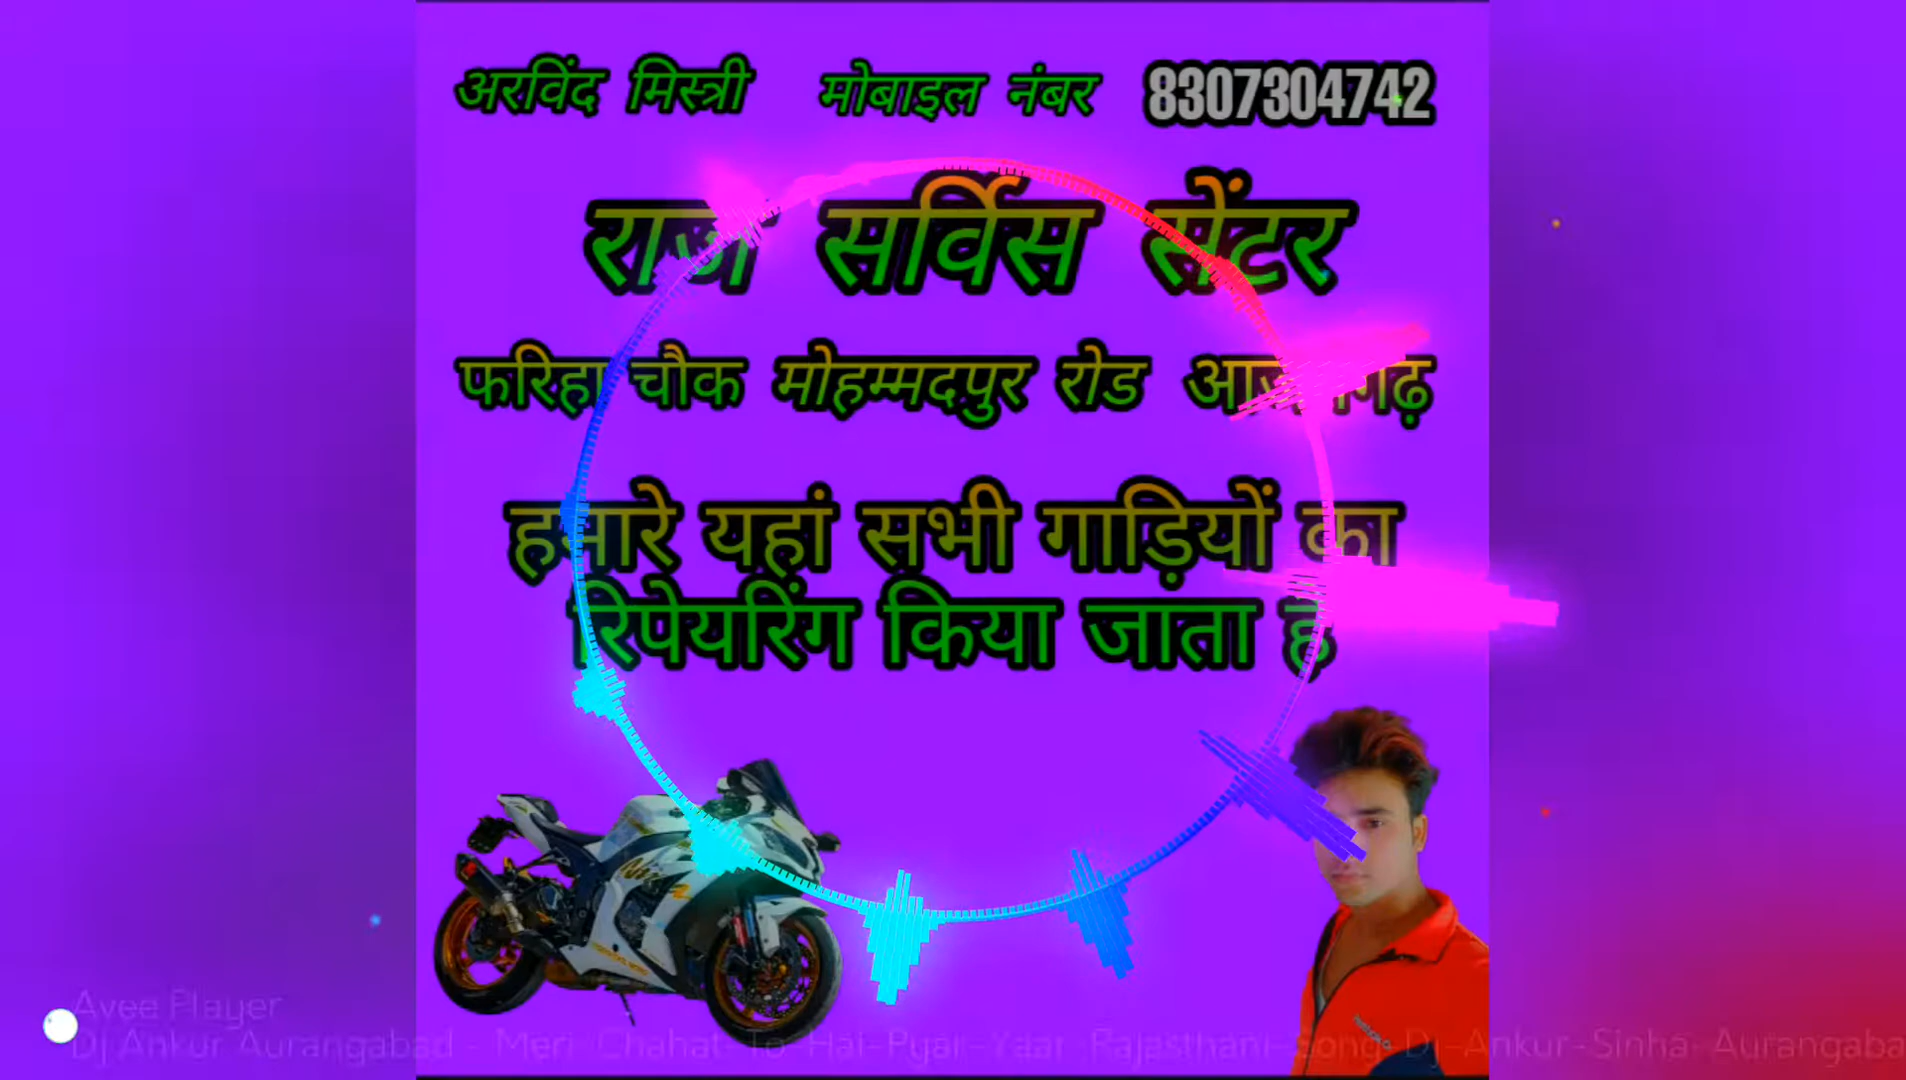 अरविंद मिस्त्री मोबाइल नंबर 8307304742
राज सर्विस सेंटर
फरिहा चौक मोहम्मदपुर रोड आजमगढ़
हमारे यहां सभी गाड़ियों का
रिपेयरिंग किया जाता है
Avee Player
Dj Ankur Aurangabad - Meri-Chahat-To-Hai-Pyar-Yaar Rajasthani-Song-Dj-Ankur-Sinha-Aurangaba